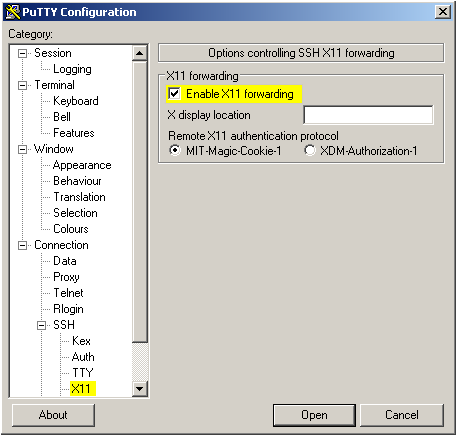 PuTTY Configuration
Category:
Session
Logging
Terminal
Keyboard
Bell
Features
Window
Appearance
Behaviour
Translation
Selection
Colours
Connection
Data
Proxy
Telnet
Rlogin
SSH
Kex
Auth
TTY
X11
Options controlling SSH X11 forwarding
X11 forwarding
Enable X11 forwarding
X display location
Remote X11 authentication protocol
MIT-Magic-Cookie-1 XDM-Authorization-1
About Open Cancel